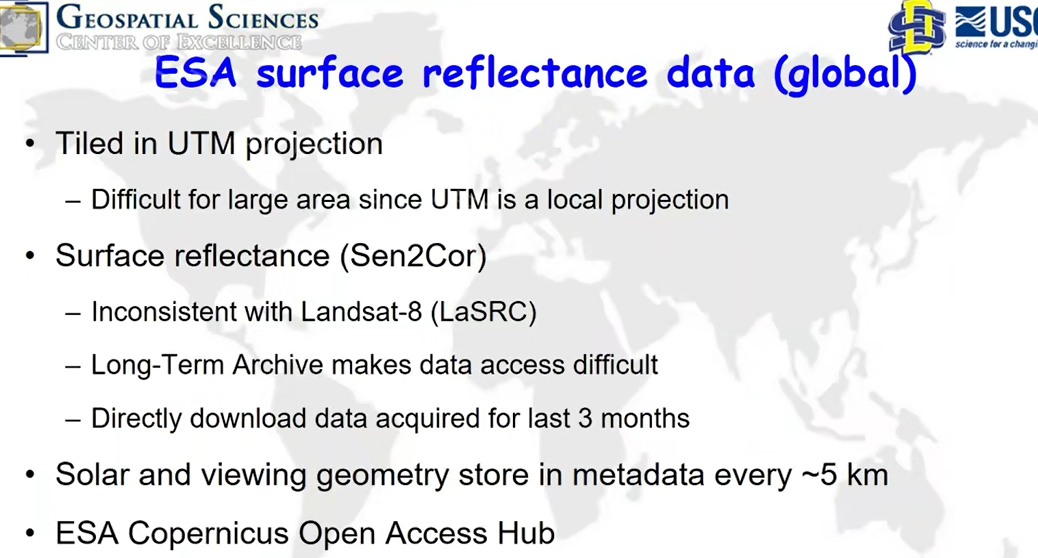 GEOSPATIAL SCIENCES
CENTER OF EXCELLENCE
USG
science for a changi
ESA surface reflectance data (global)
• Tiled in UTM projection
– Difficult for large area since UTM is a local projection
• Surface reflectance (Sen2Cor)
– Inconsistent with Landsat-8 (LaSRC)
– Long-Term Archive makes data access difficult
– Directly download data acquired for last 3 months
• Solar and viewing geometry store in metadata every ~5 km
• ESA Copernicus Open Access Hub